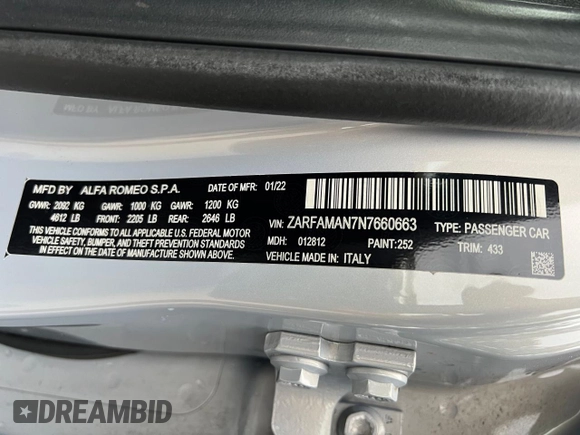 MFD BY ALFA ROMEO S.P.A. DATE OF MFR: 01/22
GVWR: 2092 KG GAWR: 1000 KG GAWR: 1200 KG
4612 LB FRONT: 2205 LB REAR: 2646 LB
THIS VEHICLE CONFORMS TO ALL APPLICABLE U.S. FEDERAL MOTOR
VEHICLE SAFETY, BUMPER, AND THEFT PREVENTION STANDARDS
IN EFFECT ON THE DATE OF MANUFACTURE SHOWN ABOVE.
VIN: ZARFAMAN7N7660663 TYPE: PASSENGER CAR
MDH: 012812 PAINT: 252 TRIM: 433
VEHICLE MADE IN: ITALY
DREAMBID